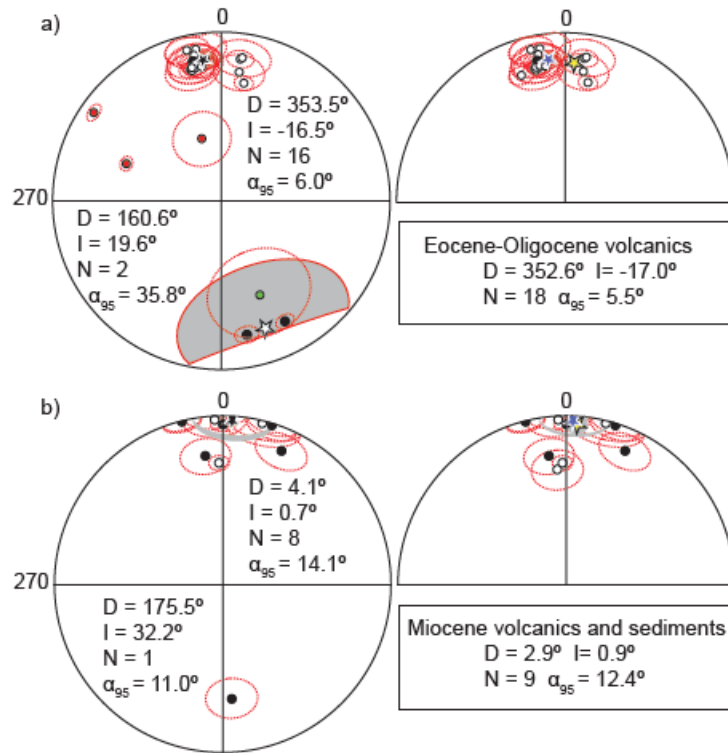 a)
0
0
D = 353.5º
I = -16.5º
N = 16
α95 = 6.0º
270
D = 160.6º
I = 19.6º
N = 2
α95 = 35.8º
Eocene-Oligocene volcanics
D = 352.6º I= -17.0º
N = 18 α95 = 5.5º
b)
0
0
D = 4.1º
I = 0.7º
N = 8
α95 = 14.1º
270
D = 175.5º
I = 32.2º
N = 1
α95 = 11.0º
Miocene volcanics and sediments
D = 2.9º I= 0.9º
N = 9 α95 = 12.4º